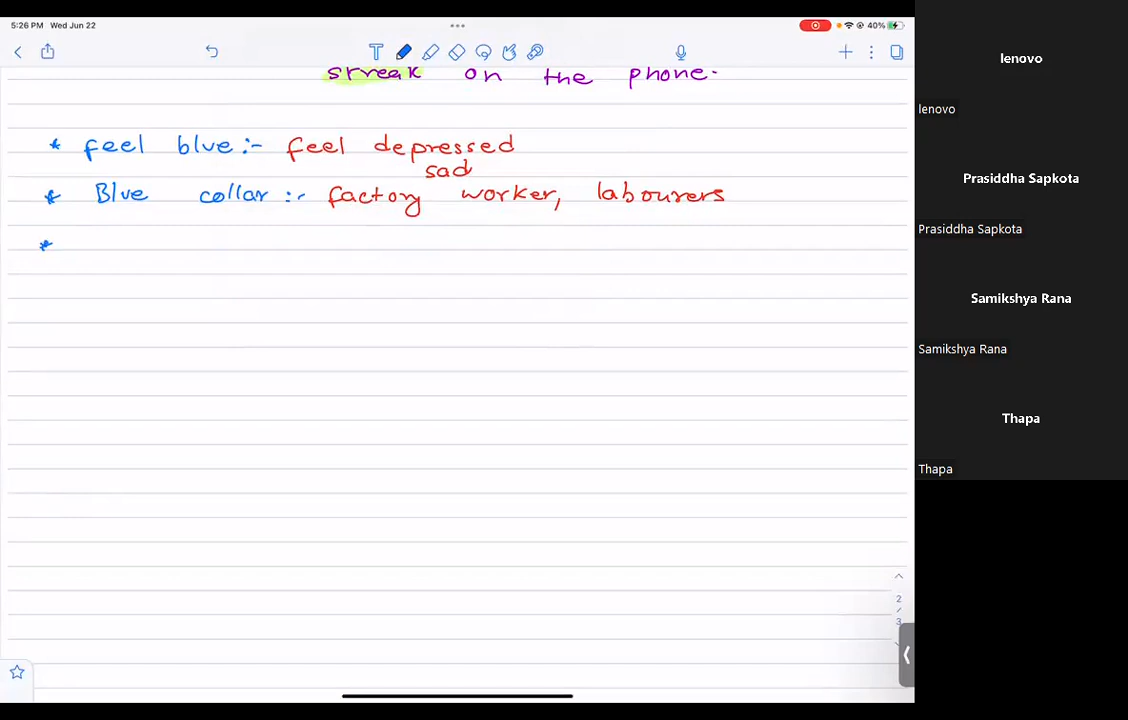 5:26 PM Wed Jun 22
40%
streak on the phone.
* feel blue :- feel depressed
sad
* Blue collar :- factory worker, labourers
*
2
/
3
lenovo
lenovo
Prasiddha Sapkota
Prasiddha Sapkota
Samikshya Rana
Samikshya Rana
Thapa
Thapa